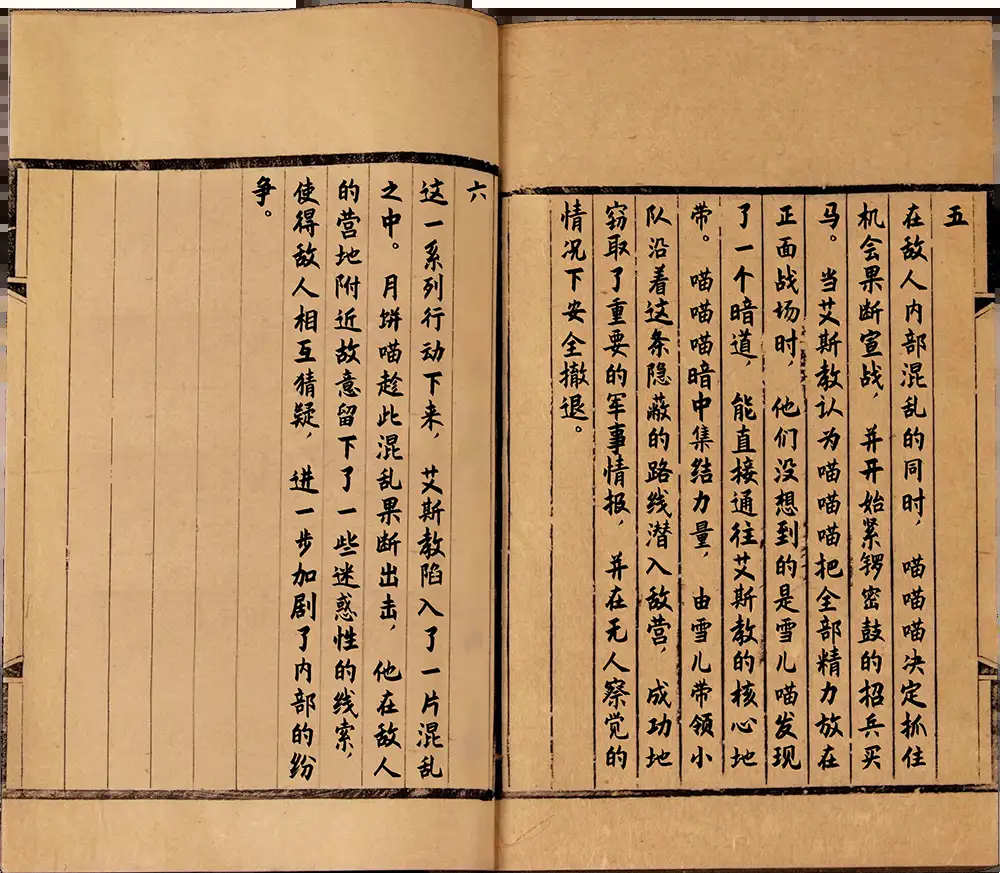 五
在敌人内部混乱的同时，喵喵喵决定抓住
机会果断宣战，并开始紧锣密鼓的招兵买
马。当艾斯教认为喵喵喵把全部精力放在
正面战场时，他们没想到的是雪儿喵发现
了一个暗道，能直接通往艾斯教的核心地
带。喵喵喵暗中集结力量，由雪儿带领小
队沿着这条隐蔽的路线潜入敌营，成功地
窃取了重要的军事情报，并在无人察觉的
情况下安全撤退。
六
这一系列行动下来，艾斯教陷入了一片混乱
之中。月饼喵趁此混乱果断出击，他在敌人
的营地附近故意留下了一些迷惑性的线索，
使得敌人相互猜疑，进一步加剧了内部的纷
争。